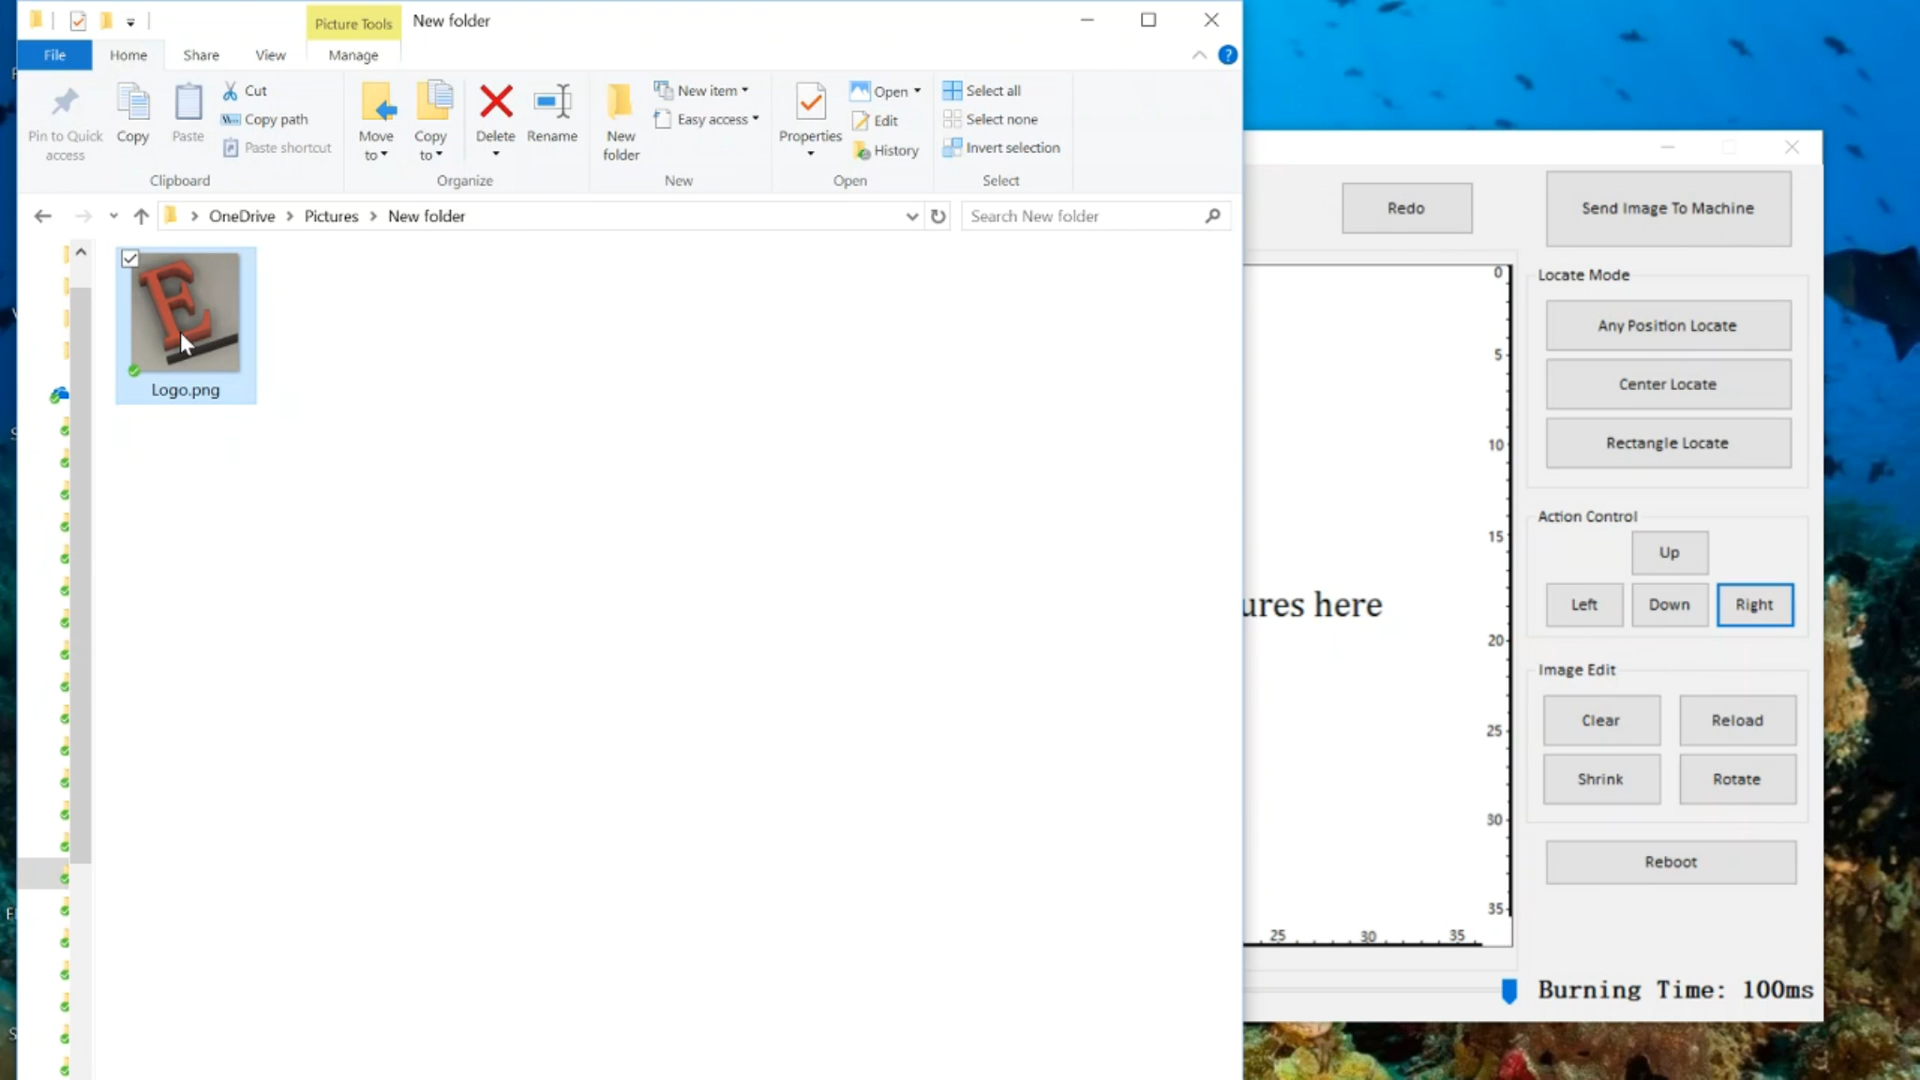 Picture Tools
New folder
File
Home
Share
View
Manage
Pin to Quick access
Copy
Paste
Cut
Copy path
Paste shortcut
Clipboard
Move to
Copy to
Delete
Rename
Organize
New folder
New item
Easy access
New
Properties
Open
Edit
History
Open
Select all
Select none
Invert selection
Select
OneDrive
Pictures
New folder
Search New folder
Logo.png
E
Redo
Send Image To Machine
Locate Mode
Any Position Locate
Center Locate
Rectangle Locate
Action Control
Up
Left
Down
Right
Image Edit
Clear
Reload
Shrink
Rotate
Reboot
ures here
0
5
10
15
20
25
30
35
25
30
35
Burning Time: 100ms